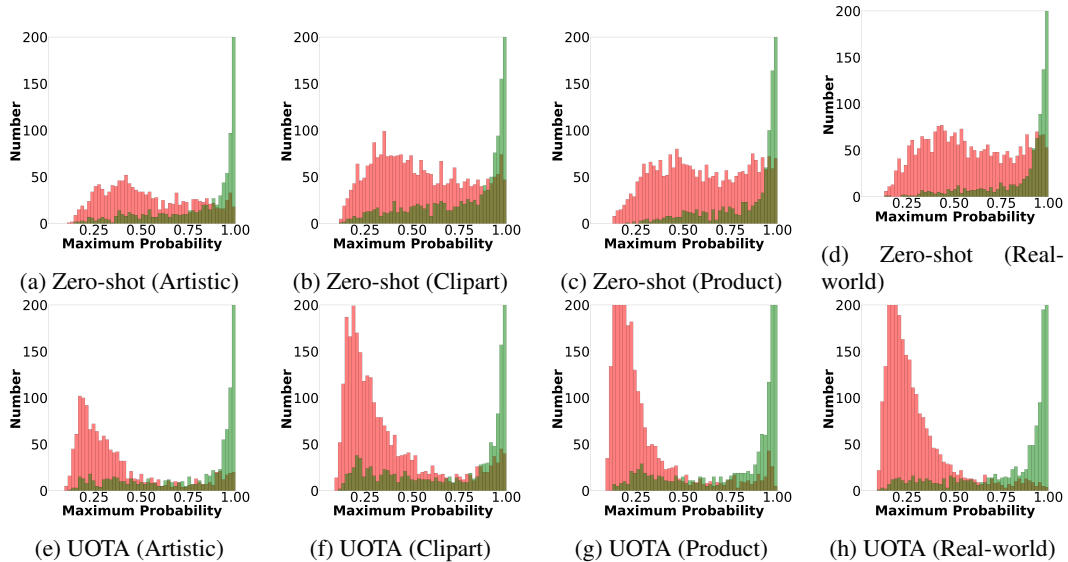 200
150
100
50
0
Number
0.25 0.50 0.75 1.00
Maximum Probability
(a) Zero-shot (Artistic)
200
150
100
50
0
Number
0.25 0.50 0.75 1.00
Maximum Probability
(b) Zero-shot (Clipart)
200
150
100
50
0
Number
0.25 0.50 0.75 1.00
Maximum Probability
(c) Zero-shot (Product)
200
150
100
50
0
Number
0.25 0.50 0.75 1.00
Maximum Probability
(d) Zero-shot (Real-
world)
200
150
100
50
0
Number
0.25 0.50 0.75 1.00
Maximum Probability
(e) UOTA (Artistic)
200
150
100
50
0
Number
0.25 0.50 0.75 1.00
Maximum Probability
(f) UOTA (Clipart)
200
150
100
50
0
Number
0.25 0.50 0.75 1.00
Maximum Probability
(g) UOTA (Product)
200
150
100
50
0
Number
0.25 0.50 0.75 1.00
Maximum Probability
(h) UOTA (Real-world)